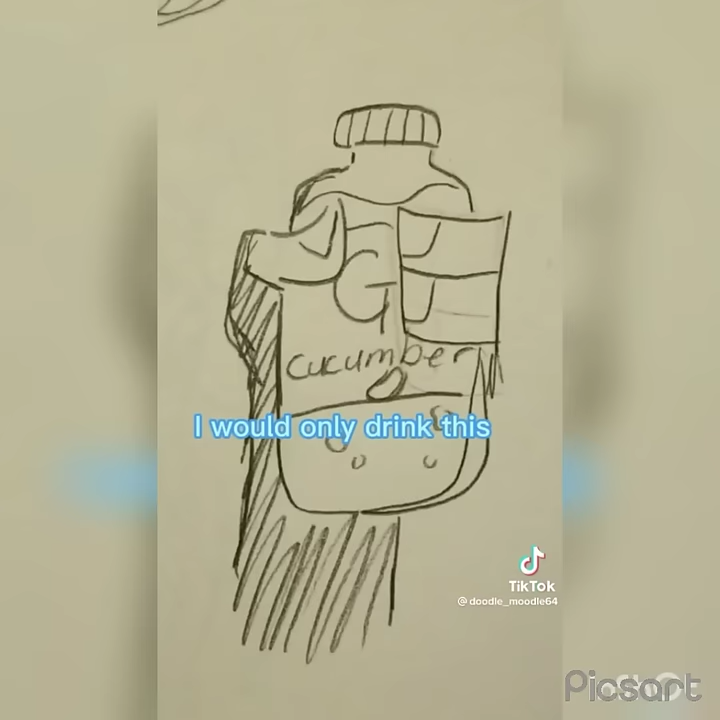 G
cucumber
I would only drink this
TikTok
@doodle_moodle64
Picsart